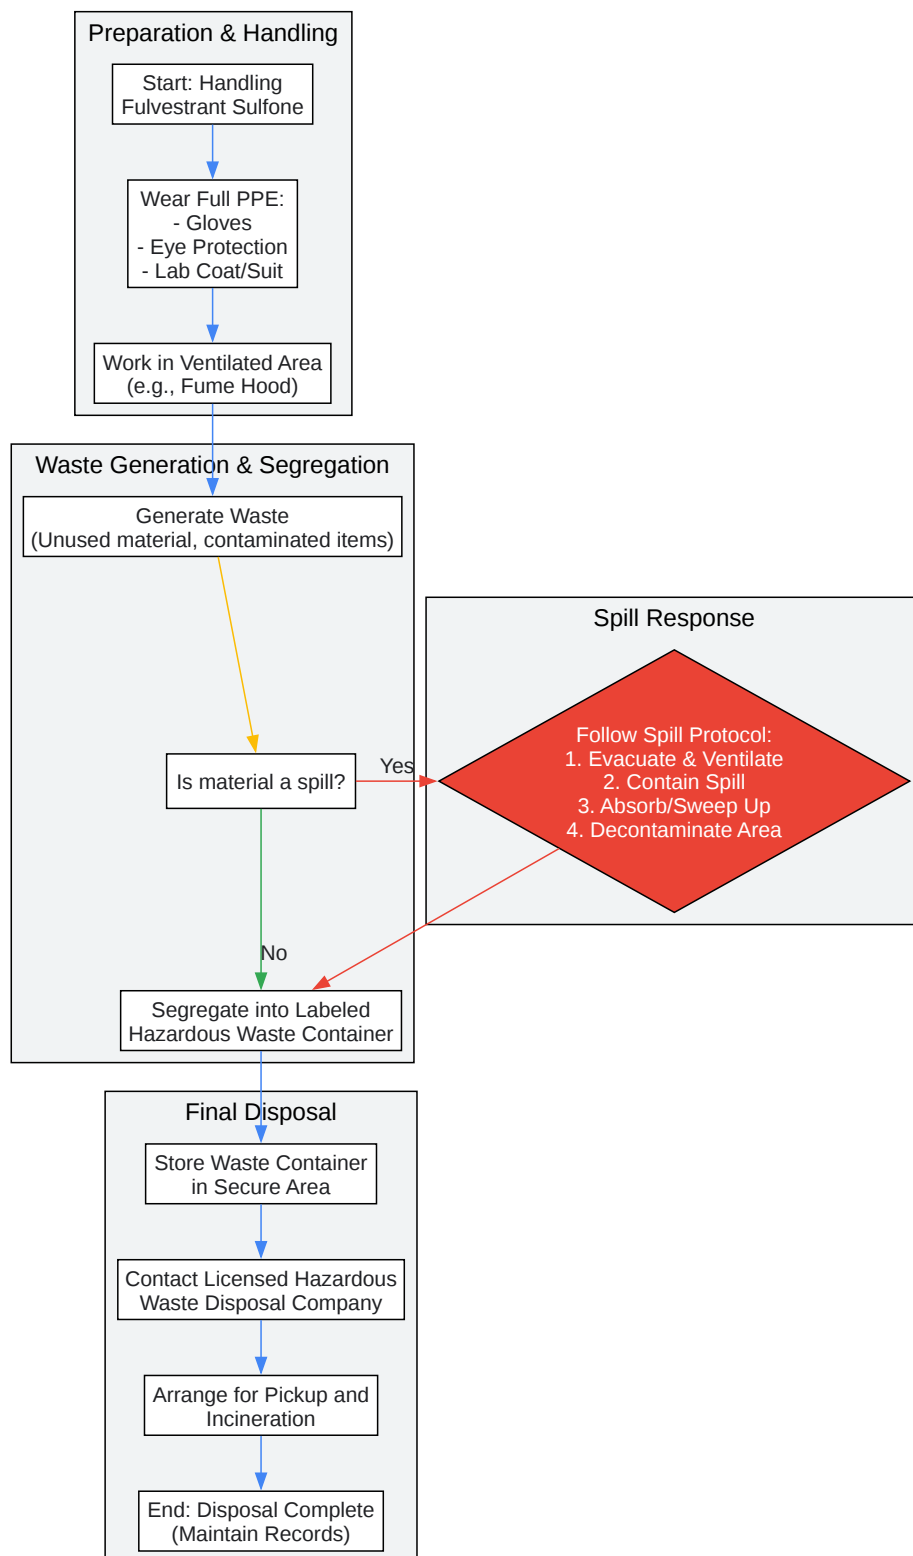 Preparation & Handling
Start: Handling
Fulvestrant Sulfone
Wear Full PPE:
- Gloves
- Eye Protection
- Lab Coat/Suit
Work in Ventilated Area
(e.g., Fume Hood)
Waste Generation & Segregation
Generate Waste
(Unused material, contaminated items)
Is material a spill?
Yes
Spill Response
Follow Spill Protocol:
1. Evacuate & Ventilate
2. Contain Spill
3. Absorb/Sweep Up
4. Decontaminate Area
No
Segregate into Labeled
Hazardous Waste Container
Final Disposal
Store Waste Container
in Secure Area
Contact Licensed Hazardous
Waste Disposal Company
Arrange for Pickup and
Incineration
End: Disposal Complete
(Maintain Records)